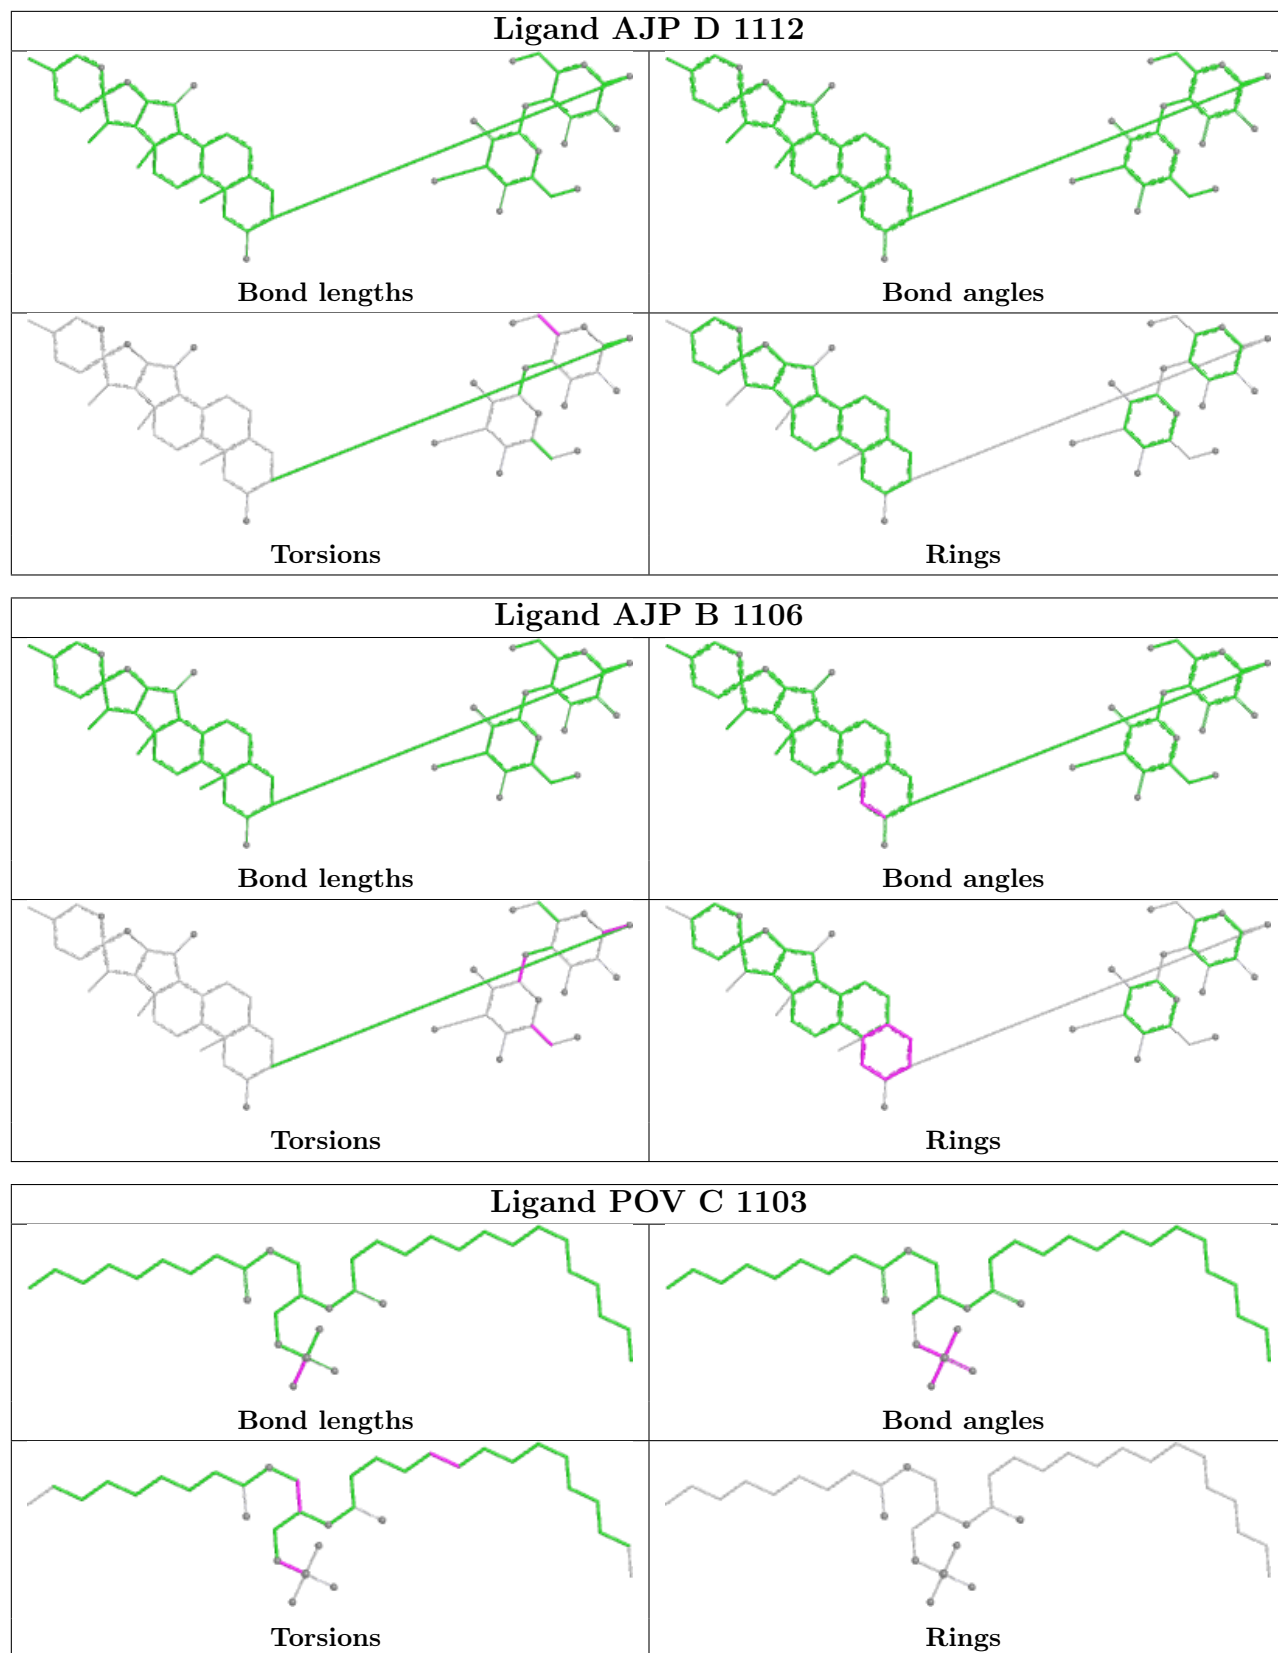 Ligand AJP D 1112
Bond lengths
Bond angles
Torsions
Rings
Ligand AJP B 1106
Bond lengths
Bond angles
Torsions
Rings
Ligand POV C 1103
Bond lengths
Bond angles
Torsions
Rings